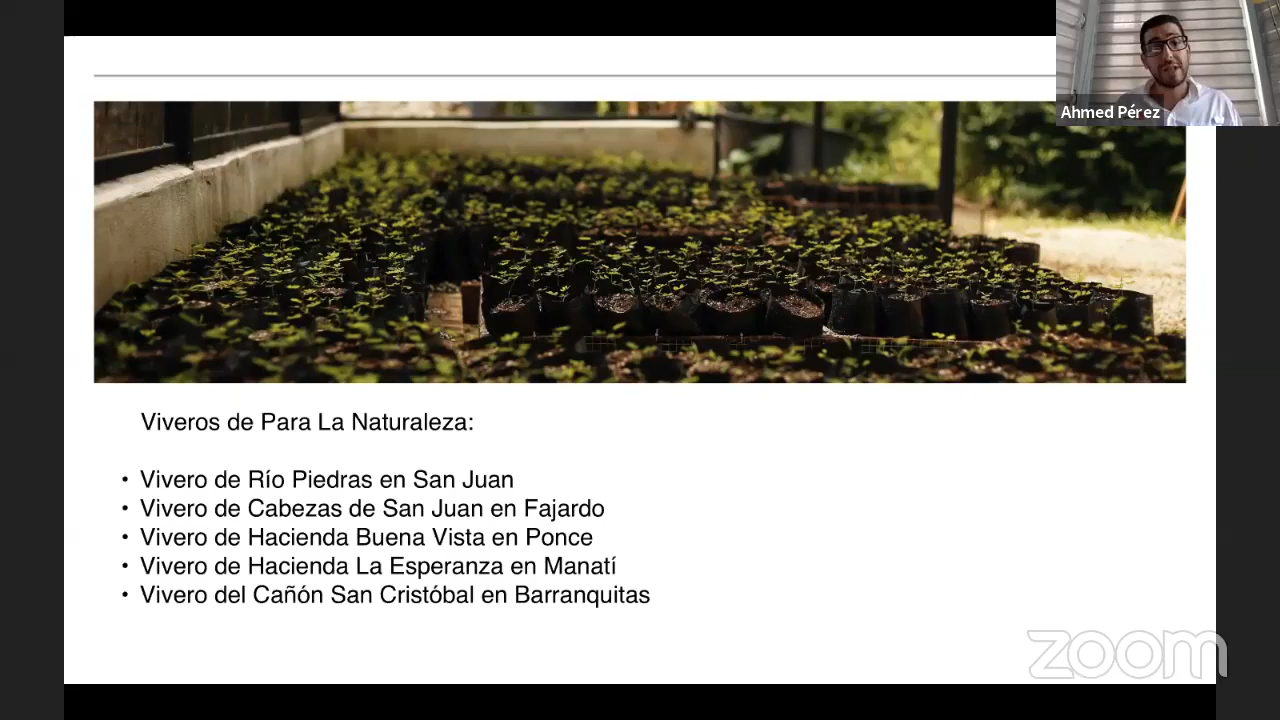 Ahmed Pérez
Viveros de Para La Naturaleza:
• Vivero de Río Piedras en San Juan
• Vivero de Cabezas de San Juan en Fajardo
• Vivero de Hacienda Buena Vista en Ponce
• Vivero de Hacienda La Esperanza en Manatí
• Vivero del Cañón San Cristóbal en Barranquitas
zoom